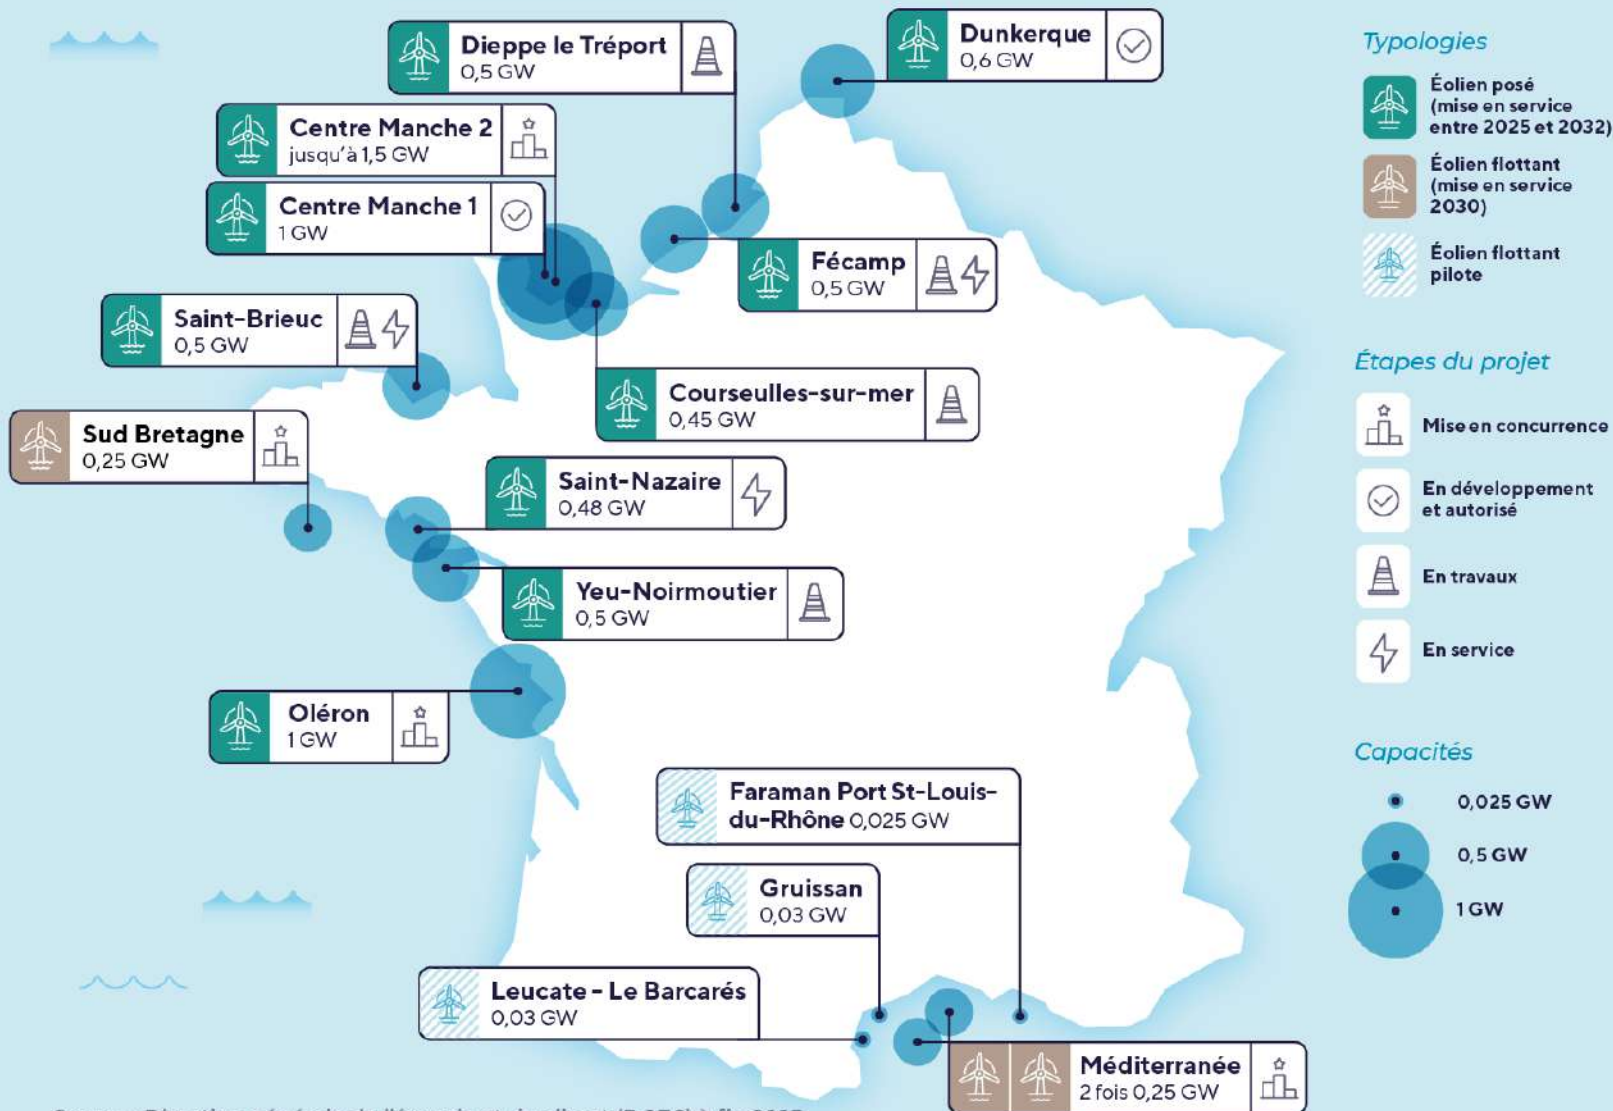 Dieppe le Tréport
0,5 GW
Dunkerque
0,6 GW
Centre Manche 2
jusqu'à 1,5 GW
Centre Manche 1
1 GW
Fécamp
0,5 GW
Saint-Brieuc
0,5 GW
Courseulles-sur-mer
0,45 GW
Sud Bretagne
0,25 GW
Saint-Nazaire
0,48 GW
Yeu-Noirmoutier
0,5 GW
Oléron
1 GW
Faraman Port St-Louis-
du-Rhône 0,025 GW
Gruissan
0,03 GW
Leucate - Le Barcarés
0,03 GW
Méditerranée
2 fois 0,25 GW
Typologies
Éolien posé
(mise en service
entre 2025 et 2032)
Éolien flottant
(mise en service
2030)
Éolien flottant
pilote
Étapes du projet
Mise en concurrence
En développement
et autorisé
En travaux
En service
Capacités
0,025 GW
0,5 GW
1 GW